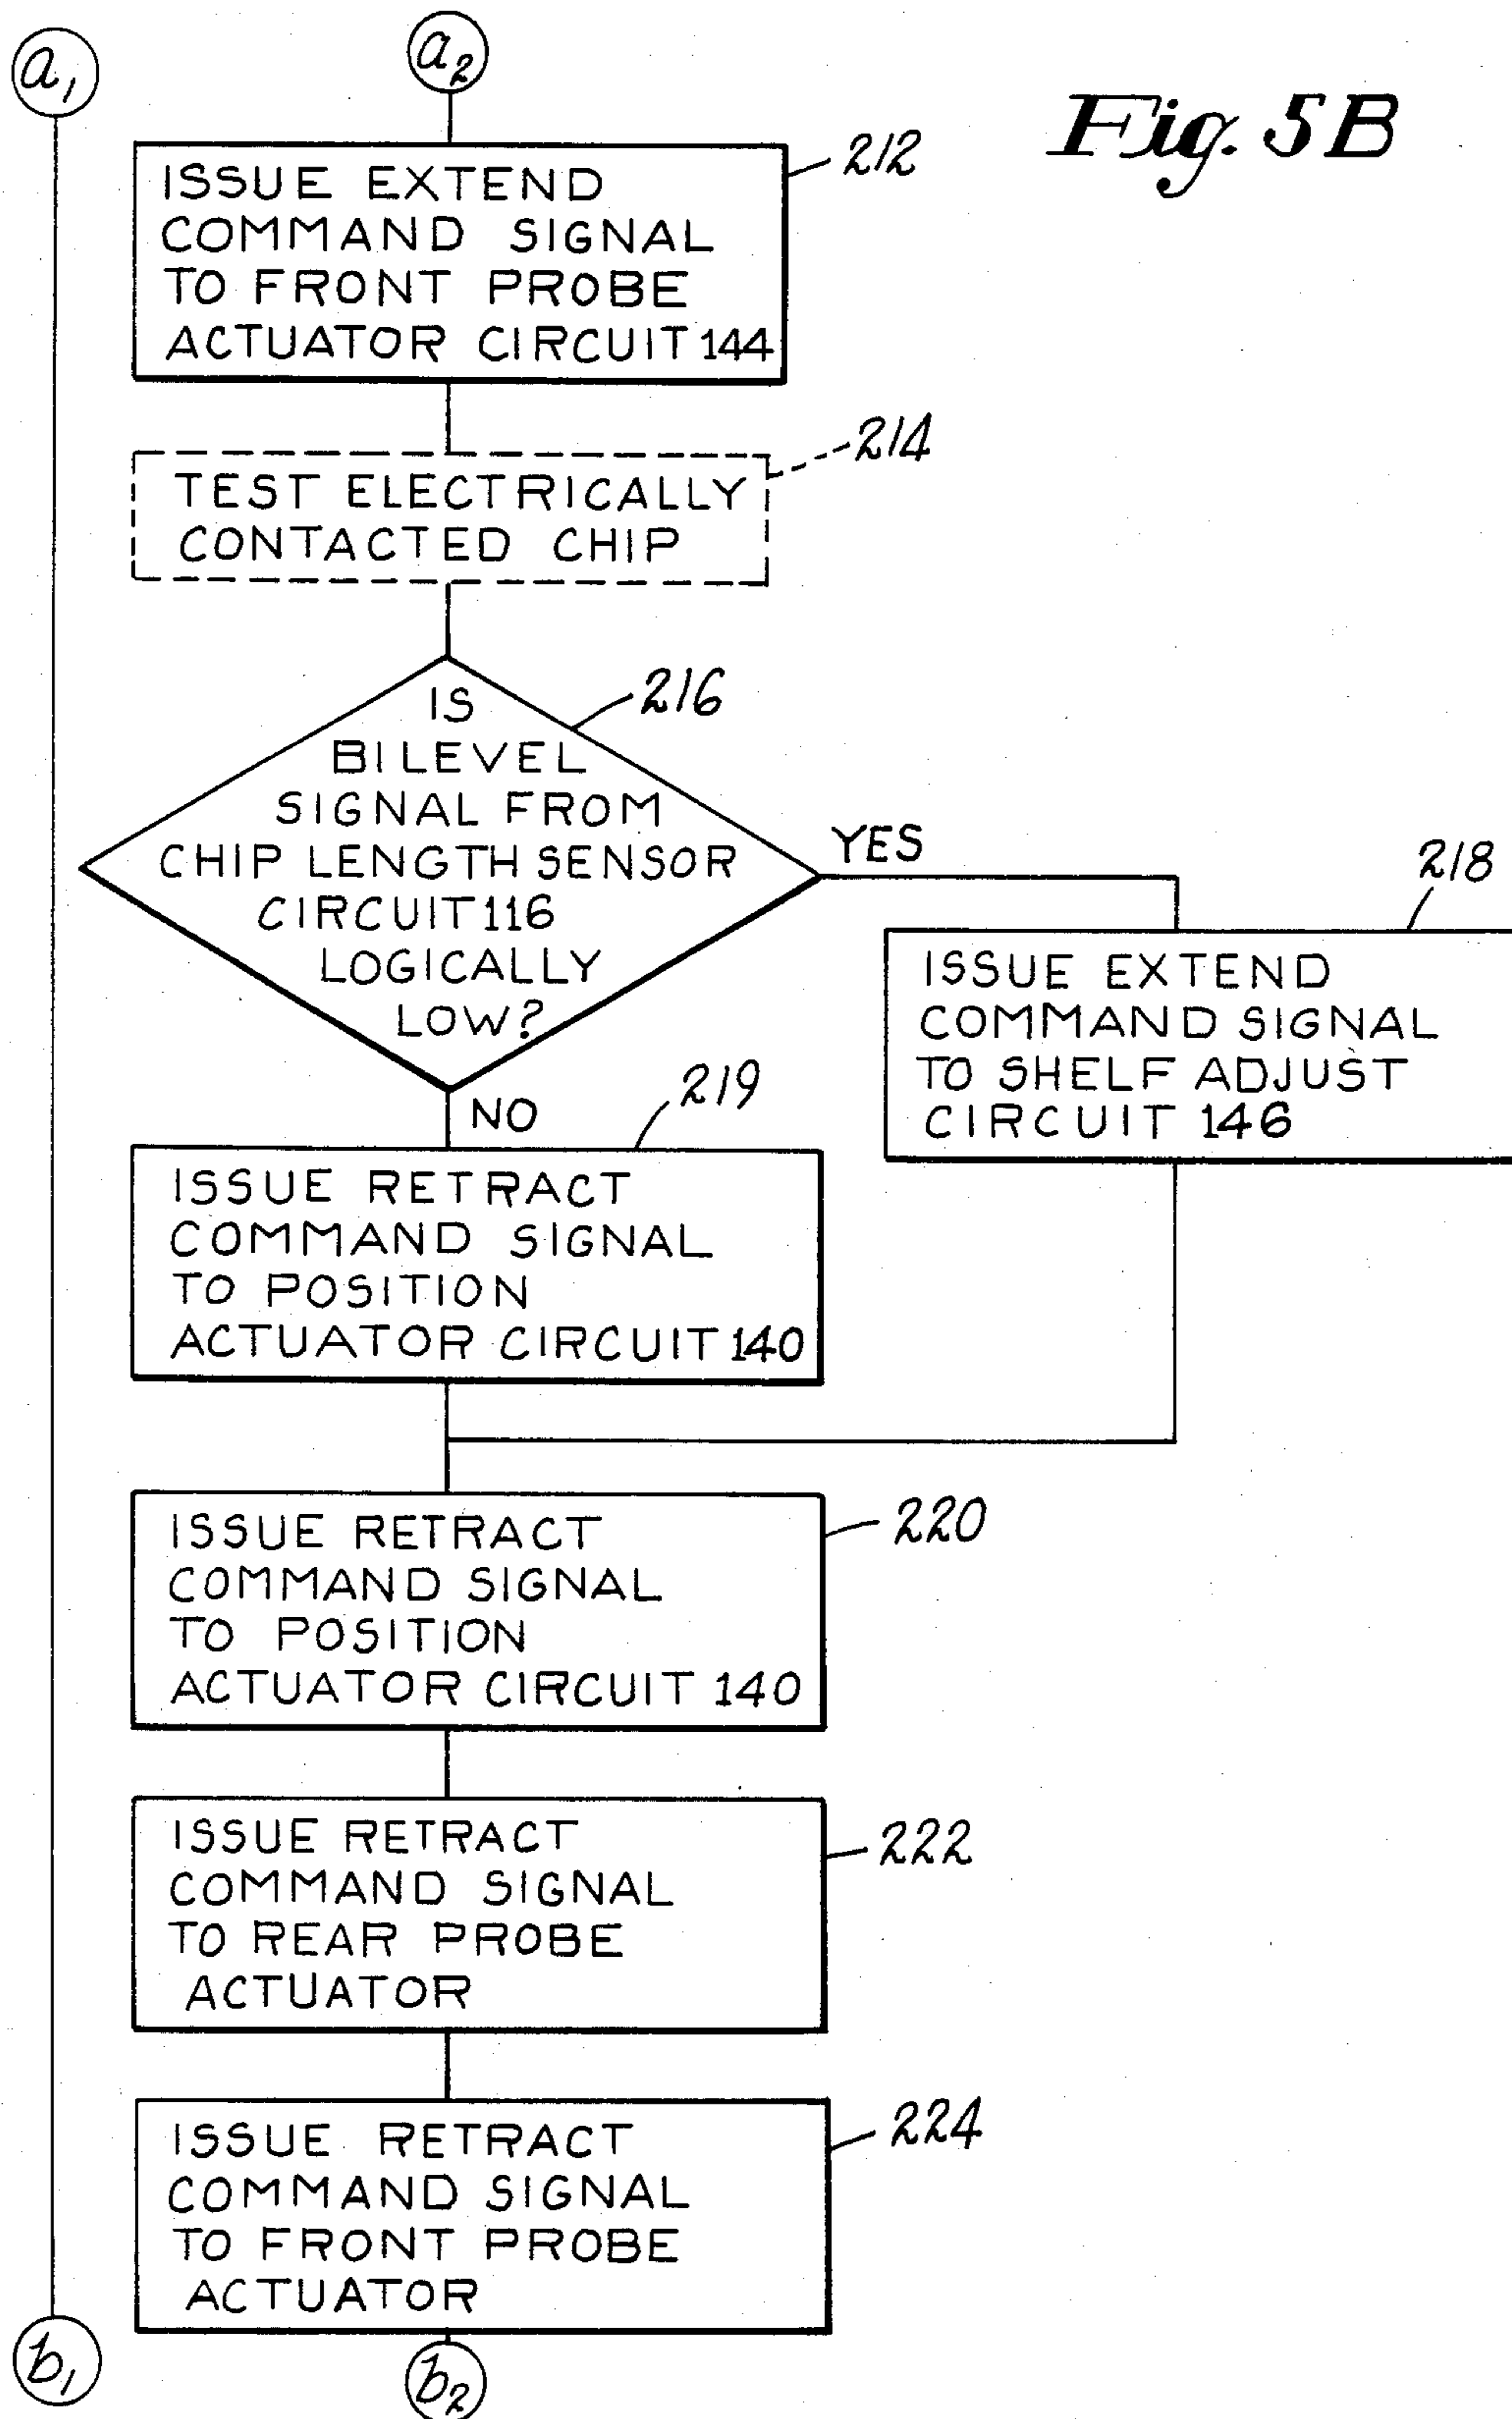 a1
a2
Fig. 5B
212
ISSUE EXTEND
COMMAND SIGNAL
TO FRONT PROBE
ACTUATOR CIRCUIT 144
214
TEST ELECTRICALLY
CONTACTED CHIP
216
IS
BILEVEL
SIGNAL FROM
CHIP LENGTH SENSOR
CIRCUIT 116
LOGICALLY
LOW?
YES
218
ISSUE EXTEND
COMMAND SIGNAL
TO SHELF ADJUST
CIRCUIT 146
NO
219
ISSUE RETRACT
COMMAND SIGNAL
TO POSITION
ACTUATOR CIRCUIT 140
220
ISSUE RETRACT
COMMAND SIGNAL
TO POSITION
ACTUATOR CIRCUIT 140
222
ISSUE RETRACT
COMMAND SIGNAL
TO REAR PROBE
ACTUATOR
224
ISSUE RETRACT
COMMAND SIGNAL
TO FRONT PROBE
ACTUATOR
b1
b2